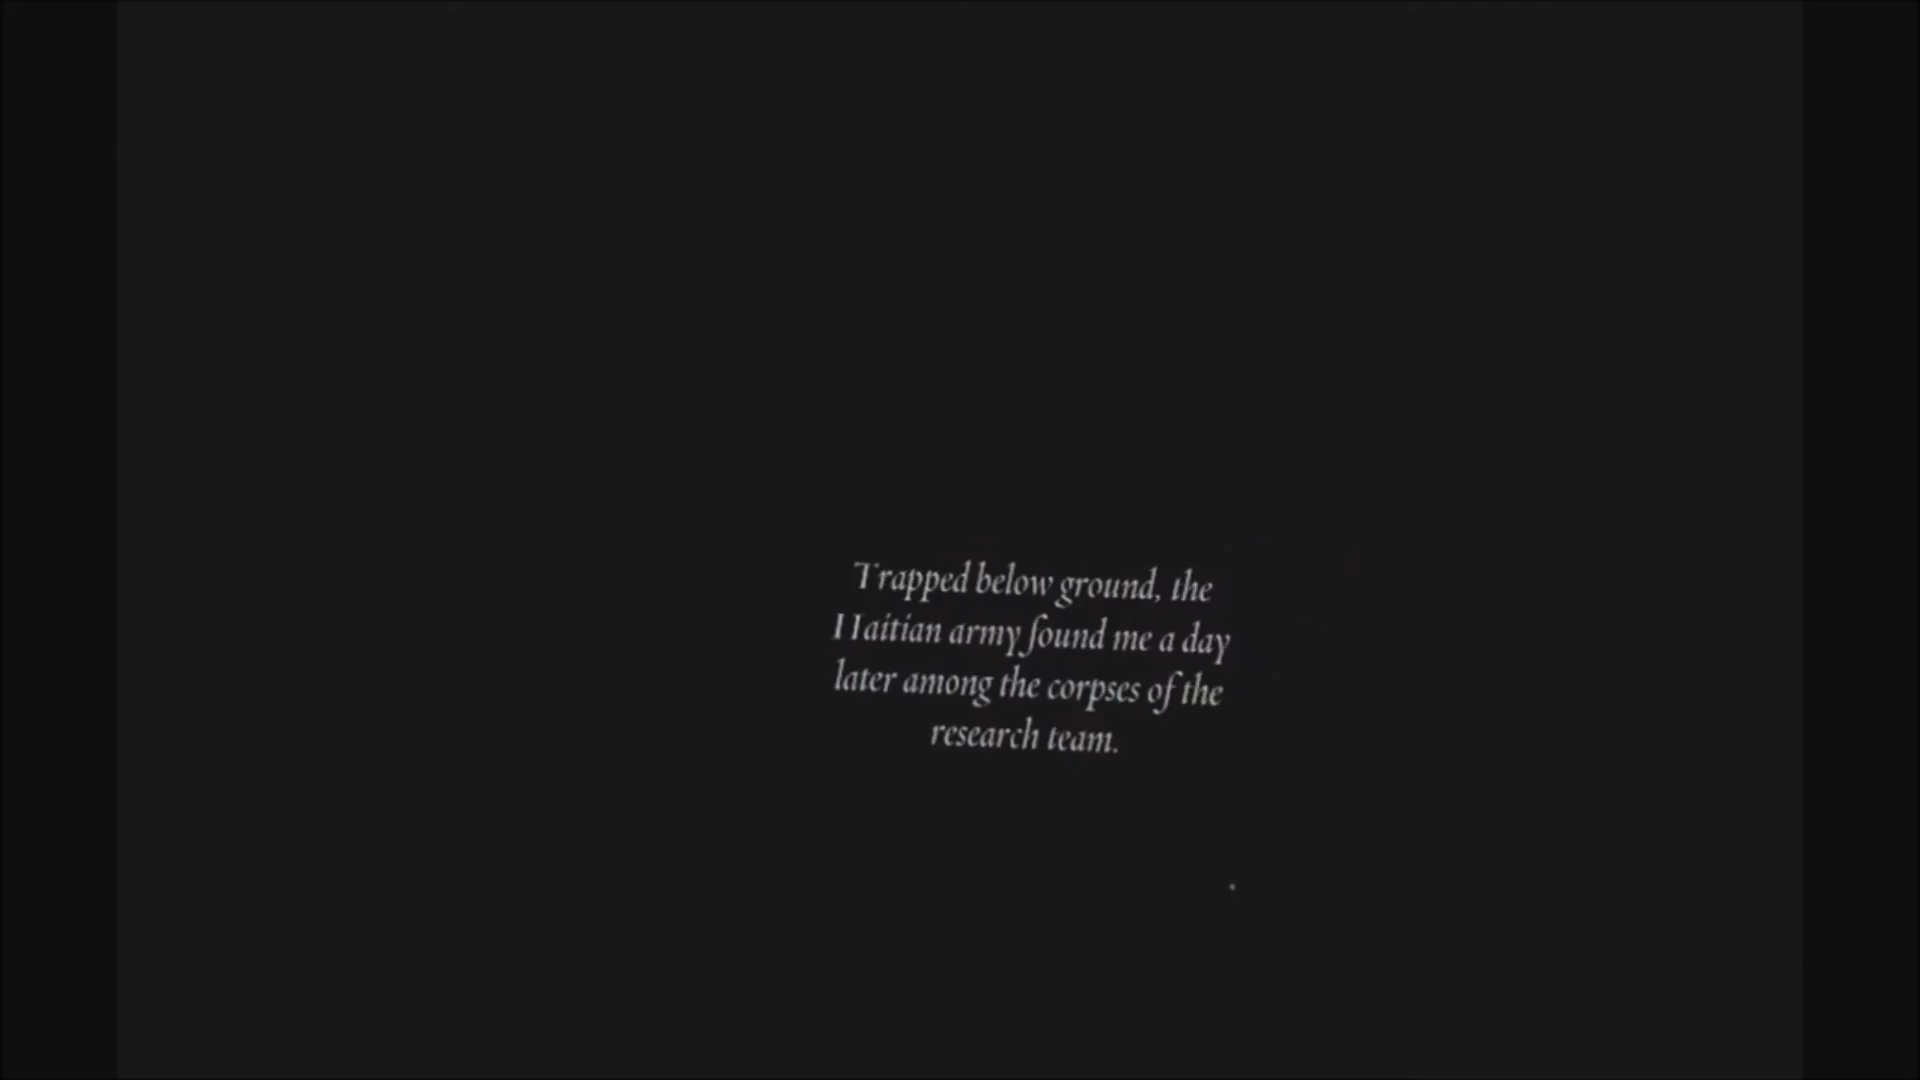 Trapped below ground, the
Haitian army found me a day
later among the corpses of the
research team.